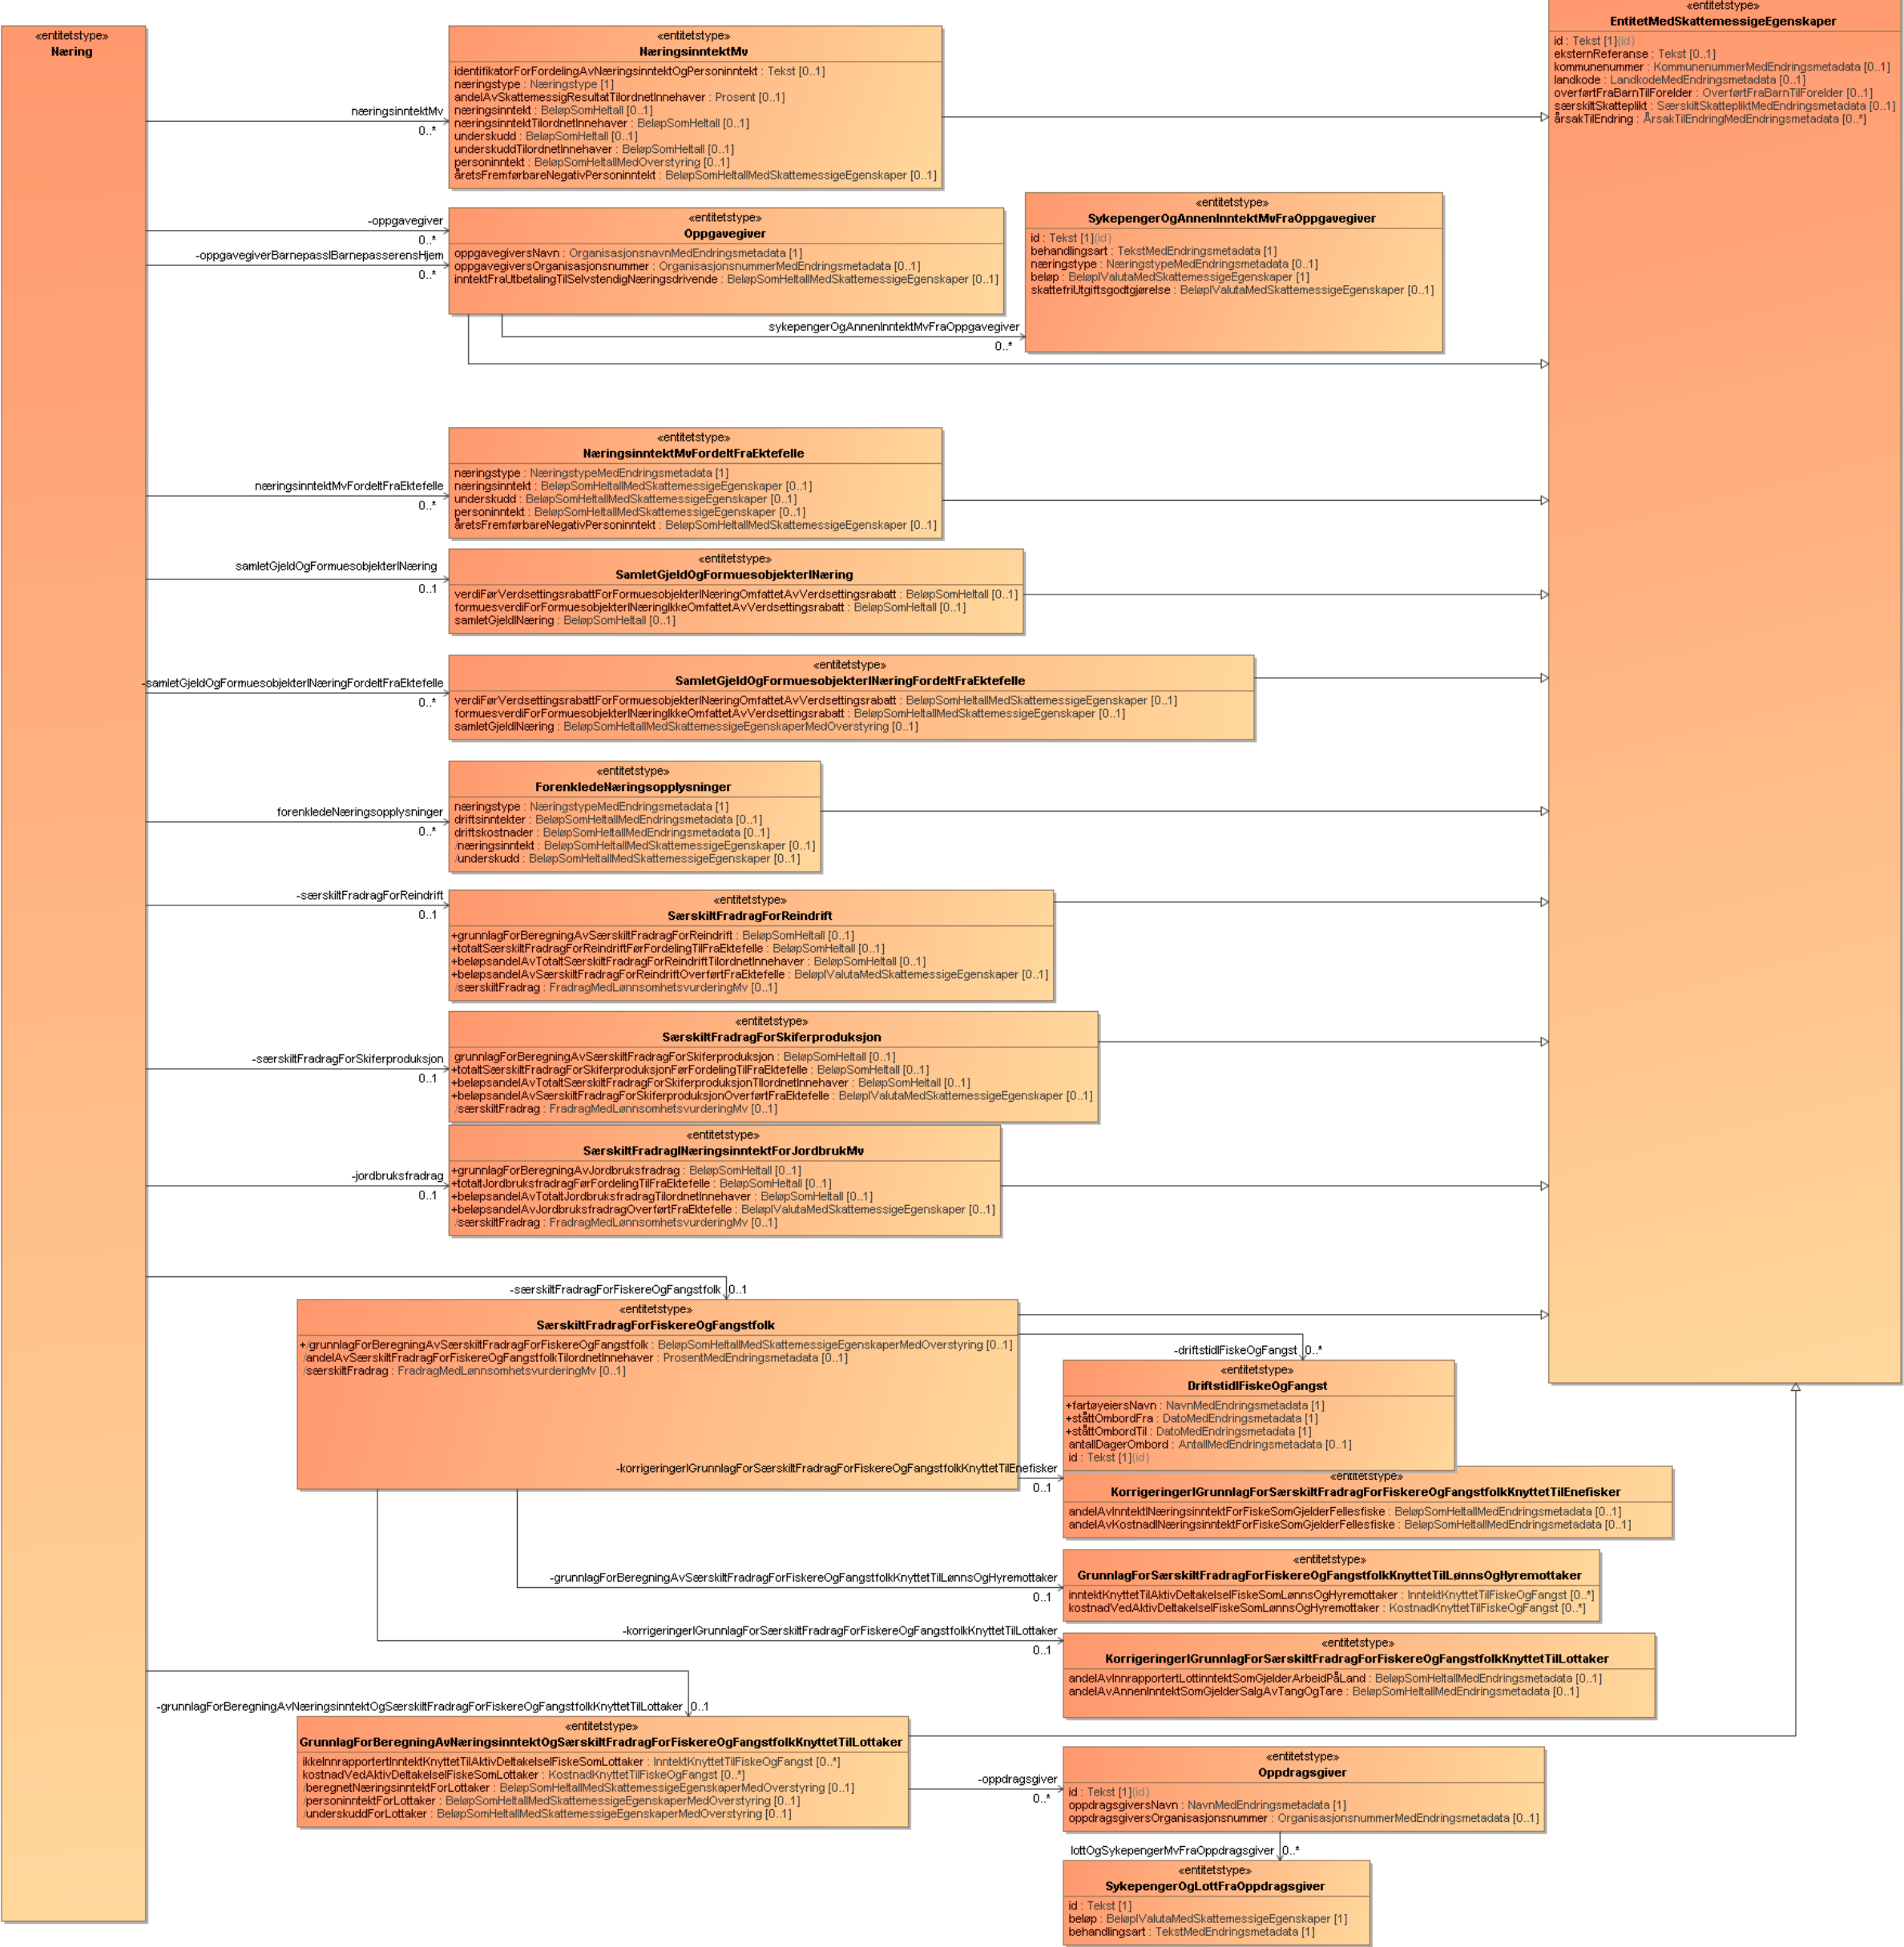 «entitetstype»
Næring
«entitetstype»
EntitetMedSkattemessigeEgenskaper
id : Tekst [1]{id}
eksternReferanse : Tekst [0..1]
kommunenummer : KommunenummerMedEndringsmetadata [0..1]
landkode : LandkodeMedEndringsmetadata [0..1]
overførtFraBarnTilForelder : OverførtFraBarnTilForelder [0..1]
særskiltSkatteplikt : SærskiltSkattepliktMedEndringsmetadata [0..1]
årsakTilEndring : ÅrsakTilEndringMedEndringsmetadata [0..*]
næringsinntektMv
0..*
«entitetstype»
NæringsinntektMv
identifikatorForFordelingAvNæringsinntektOgPersoninntekt : Tekst [0..1]
næringstype : Næringstype [1]
andelAvSkattemessigResultatTilordnetInnehaver : Prosent [0..1]
næringsinntekt : BeløpSomHeltall [0..1]
næringsinntektTilordnetInnehaver : BeløpSomHeltall [0..1]
underskudd : BeløpSomHeltall [0..1]
underskuddTilordnetInnehaver : BeløpSomHeltall [0..1]
personinntekt : BeløpSomHeltallMedOverstyring [0..1]
åretsFremførbareNegativPersoninntekt : BeløpSomHeltallMedSkattemessigeEgenskaper [0..1]
-oppgavegiver
0..*
-oppgavegiverBarnepassIBarnepasserensHjem
0..*
«entitetstype»
Oppgavegiver
oppgavegiversNavn : OrganisasjonsnavnMedEndringsmetadata [1]
oppgavegiversOrganisasjonsnummer : OrganisasjonsnummerMedEndringsmetadata [0..1]
inntektFraUtbetalingTilSelvstendigNæringsdrivende : BeløpSomHeltallMedSkattemessigeEgenskaper [0..1]
«entitetstype»
SykepengerOgAnnenInntektMvFraOppgavegiver
id : Tekst [1]{id}
behandlingsart : TekstMedEndringsmetadata [1]
næringstype : NæringstypeMedEndringsmetadata [0..1]
beløp : BeløpIValutaMedSkattemessigeEgenskaper [1]
skattefriUtgiftsgodtgjørelse : BeløpIValutaMedSkattemessigeEgenskaper [0..1]
sykepengerOgAnnenInntektMvFraOppgavegiver
0..*
næringsinntektMvFordeltFraEktefelle
0..*
«entitetstype»
NæringsinntektMvFordeltFraEktefelle
næringstype : NæringstypeMedEndringsmetadata [1]
næringsinntekt : BeløpSomHeltallMedSkattemessigeEgenskaper [0..1]
underskudd : BeløpSomHeltallMedSkattemessigeEgenskaper [0..1]
personinntekt : BeløpSomHeltallMedSkattemessigeEgenskaper [0..1]
åretsFremførbareNegativPersoninntekt : BeløpSomHeltallMedSkattemessigeEgenskaper [0..1]
samletGjeldOgFormuesobjekterINæring
0..1
«entitetstype»
SamletGjeldOgFormuesobjekterINæring
verdiFørVerdsettingsrabattForFormuesobjekterINæringOmfattetAvVerdsettingsrabatt : BeløpSomHeltall [0..1]
formuesverdiForFormuesobjekterINæringIkkeOmfattetAvVerdsettingsrabatt : BeløpSomHeltall [0..1]
samletGjeldINæring : BeløpSomHeltall [0..1]
-samletGjeldOgFormuesobjekterINæringFordeltFraEktefelle
0..*
«entitetstype»
SamletGjeldOgFormuesobjekterINæringFordeltFraEktefelle
verdiFørVerdsettingsrabattForFormuesobjekterINæringOmfattetAvVerdsettingsrabatt : BeløpSomHeltallMedSkattemessigeEgenskaper [0..1]
formuesverdiForFormuesobjekterINæringIkkeOmfattetAvVerdsettingsrabatt : BeløpSomHeltallMedSkattemessigeEgenskaper [0..1]
samletGjeldINæring : BeløpSomHeltallMedSkattemessigeEgenskaperMedOverstyring [0..1]
forenkledeNæringsopplysninger
0..*
«entitetstype»
ForenkledeNæringsopplysninger
næringstype : NæringstypeMedEndringsmetadata [1]
driftsinntekter : BeløpSomHeltallMedEndringsmetadata [0..1]
driftskostnader : BeløpSomHeltallMedEndringsmetadata [0..1]
/næringsinntekt : BeløpSomHeltallMedSkattemessigeEgenskaper [0..1]
/underskudd : BeløpSomHeltallMedSkattemessigeEgenskaper [0..1]
-særskiltFradragForReindrift
0..1
«entitetstype»
SærskiltFradragForReindrift
+grunnlagForBeregningAvSærskiltFradragForReindrift : BeløpSomHeltall [0..1]
+totaltSærskiltFradragForReindriftFørFordelingTilFraEktefelle : BeløpSomHeltall [0..1]
+beløpsandelAvTotaltSærskiltFradragForReindriftTilordnetInnehaver : BeløpSomHeltall [0..1]
+beløpsandelAvSærskiltFradragForReindriftOverførtFraEktefelle : BeløpIValutaMedSkattemessigeEgenskaper [0..1]
/særskiltFradrag : FradragMedLønnsomhetsvurderingMv [0..1]
-særskiltFradragForSkiferproduksjon
0..1
«entitetstype»
SærskiltFradragForSkiferproduksjon
grunnlagForBeregningAvSærskiltFradragForSkiferproduksjon : BeløpSomHeltall [0..1]
+totaltSærskiltFradragForSkiferproduksjonFørFordelingTilFraEktefelle : BeløpSomHeltall [0..1]
+beløpsandelAvTotaltSærskiltFradragForSkiferproduksjonTIlordnetInnehaver : BeløpSomHeltall [0..1]
+beløpsandelAvSærskiltFradragForSkiferproduksjonOverførtFraEktefelle : BeløpIValutaMedSkattemessigeEgenskaper [0..1]
/særskiltFradrag : FradragMedLønnsomhetsvurderingMv [0..1]
-jordbruksfradrag
0..1
«entitetstype»
SærskiltFradragINæringsinntektForJordbrukMv
+grunnlagForBeregningAvJordbruksfradrag : BeløpSomHeltall [0..1]
+totaltJordbruksfradragFørFordelingTilFraEktefelle : BeløpSomHeltall [0..1]
+beløpsandelAvTotaltJordbruksfradragTilordnetInnehaver : BeløpSomHeltall [0..1]
+beløpsandelAvJordbruksfradragOverførtFraEktefelle : BeløpIValutaMedSkattemessigeEgenskaper [0..1]
/særskiltFradrag : FradragMedLønnsomhetsvurderingMv [0..1]
-særskiltFradragForFiskereOgFangstfolk
0..1
«entitetstype»
SærskiltFradragForFiskereOgFangstfolk
+/grunnlagForBeregningAvSærskiltFradragForFiskereOgFangstfolk : BeløpSomHeltallMedSkattemessigeEgenskaperMedOverstyring [0..1]
/andelAvSærskiltFradragForFiskereOgFangstfolkTilordnetInnehaver : ProsentMedEndringsmetadata [0..1]
/særskiltFradrag : FradragMedLønnsomhetsvurderingMv [0..1]
-driftstidIFiskeOgFangst
0..*
«entitetstype»
DriftstidIFiskeOgFangst
+fartøyeiersNavn : NavnMedEndringsmetadata [1]
+ståttOmbordFra : DatoMedEndringsmetadata [1]
+ståttOmbordTil : DatoMedEndringsmetadata [1]
antallDagerOmbord : AntallMedEndringsmetadata [0..1]
id : Tekst [1]{id}
-korrigeringerIGrunnlagForSærskiltFradragForFiskereOgFangstfolkKnyttetTilEnefisker
0..1
«entitetstype»
KorrigeringerIGrunnlagForSærskiltFradragForFiskereOgFangstfolkKnyttetTilEnefisker
andelAvInntektINæringsinntektForFiskeSomGjelderFellesfiske : BeløpSomHeltallMedEndringsmetadata [0..1]
andelAvKostnadINæringsinntektForFiskeSomGjelderFellesfiske : BeløpSomHeltallMedEndringsmetadata [0..1]
-grunnlagForBeregningAvSærskiltFradragForFiskereOgFangstfolkKnyttetTilLønnsOgHyremottaker
0..1
«entitetstype»
GrunnlagForSærskiltFradragForFiskereOgFangstfolkKnyttetTilLønnsOgHyremottaker
inntektKnyttetTilAktivDeltakelseIFiskeSomLønnsOgHyremottaker : InntektKnyttetTilFiskeOgFangst [0..*]
kostnadVedAktivDeltakelseIFiskeSomLønnsOgHyremottaker : KostnadKnyttetTilFiskeOgFangst [0..*]
-korrigeringerIGrunnlagForSærskiltFradragForFiskereOgFangstfolkKnyttetTilLottaker
0..1
«entitetstype»
KorrigeringerIGrunnlagForSærskiltFradragForFiskereOgFangstfolkKnyttetTilLottaker
andelAvInnrapportertLottinntektSomGjelderArbeidPåLand : BeløpSomHeltallMedEndringsmetadata [0..1]
andelAvAnnenInntektSomGjelderSalgAvTangOgTare : BeløpSomHeltallMedEndringsmetadata [0..1]
-grunnlagForBeregningAvNæringsinntektOgSærskiltFradragForFiskereOgFangstfolkKnyttetTilLottaker
0..1
«entitetstype»
GrunnlagForBeregningAvNæringsinntektOgSærskiltFradragForFiskereOgFangstfolkKnyttetTilLottaker
ikkeInnrapportertInntektKnyttetTilAktivDeltakelseIFiskeSomLottaker : InntektKnyttetTilFiskeOgFangst [0..*]
kostnadVedAktivDeltakelseIFiskeSomLottaker : KostnadKnyttetTilFiskeOgFangst [0..*]
/beregnetNæringsinntektForLottaker : BeløpSomHeltallMedSkattemessigeEgenskaperMedOverstyring [0..1]
/personinntektForLottaker : BeløpSomHeltallMedSkattemessigeEgenskaperMedOverstyring [0..1]
/underskuddForLottaker : BeløpSomHeltallMedSkattemessigeEgenskaperMedOverstyring [0..1]
-oppdragsgiver
0..*
«entitetstype»
Oppdragsgiver
id : Tekst [1]{id}
oppdragsgiversNavn : NavnMedEndringsmetadata [1]
oppdragsgiversOrganisasjonsnummer : OrganisasjonsnummerMedEndringsmetadata [0..1]
lottOgSykepengerMvFraOppdragsgiver
0..*
«entitetstype»
SykepengerOgLottFraOppdragsgiver
id : Tekst [1]
beløp : BeløpIValutaMedSkattemessigeEgenskaper [1]
behandlingsart : TekstMedEndringsmetadata [1]